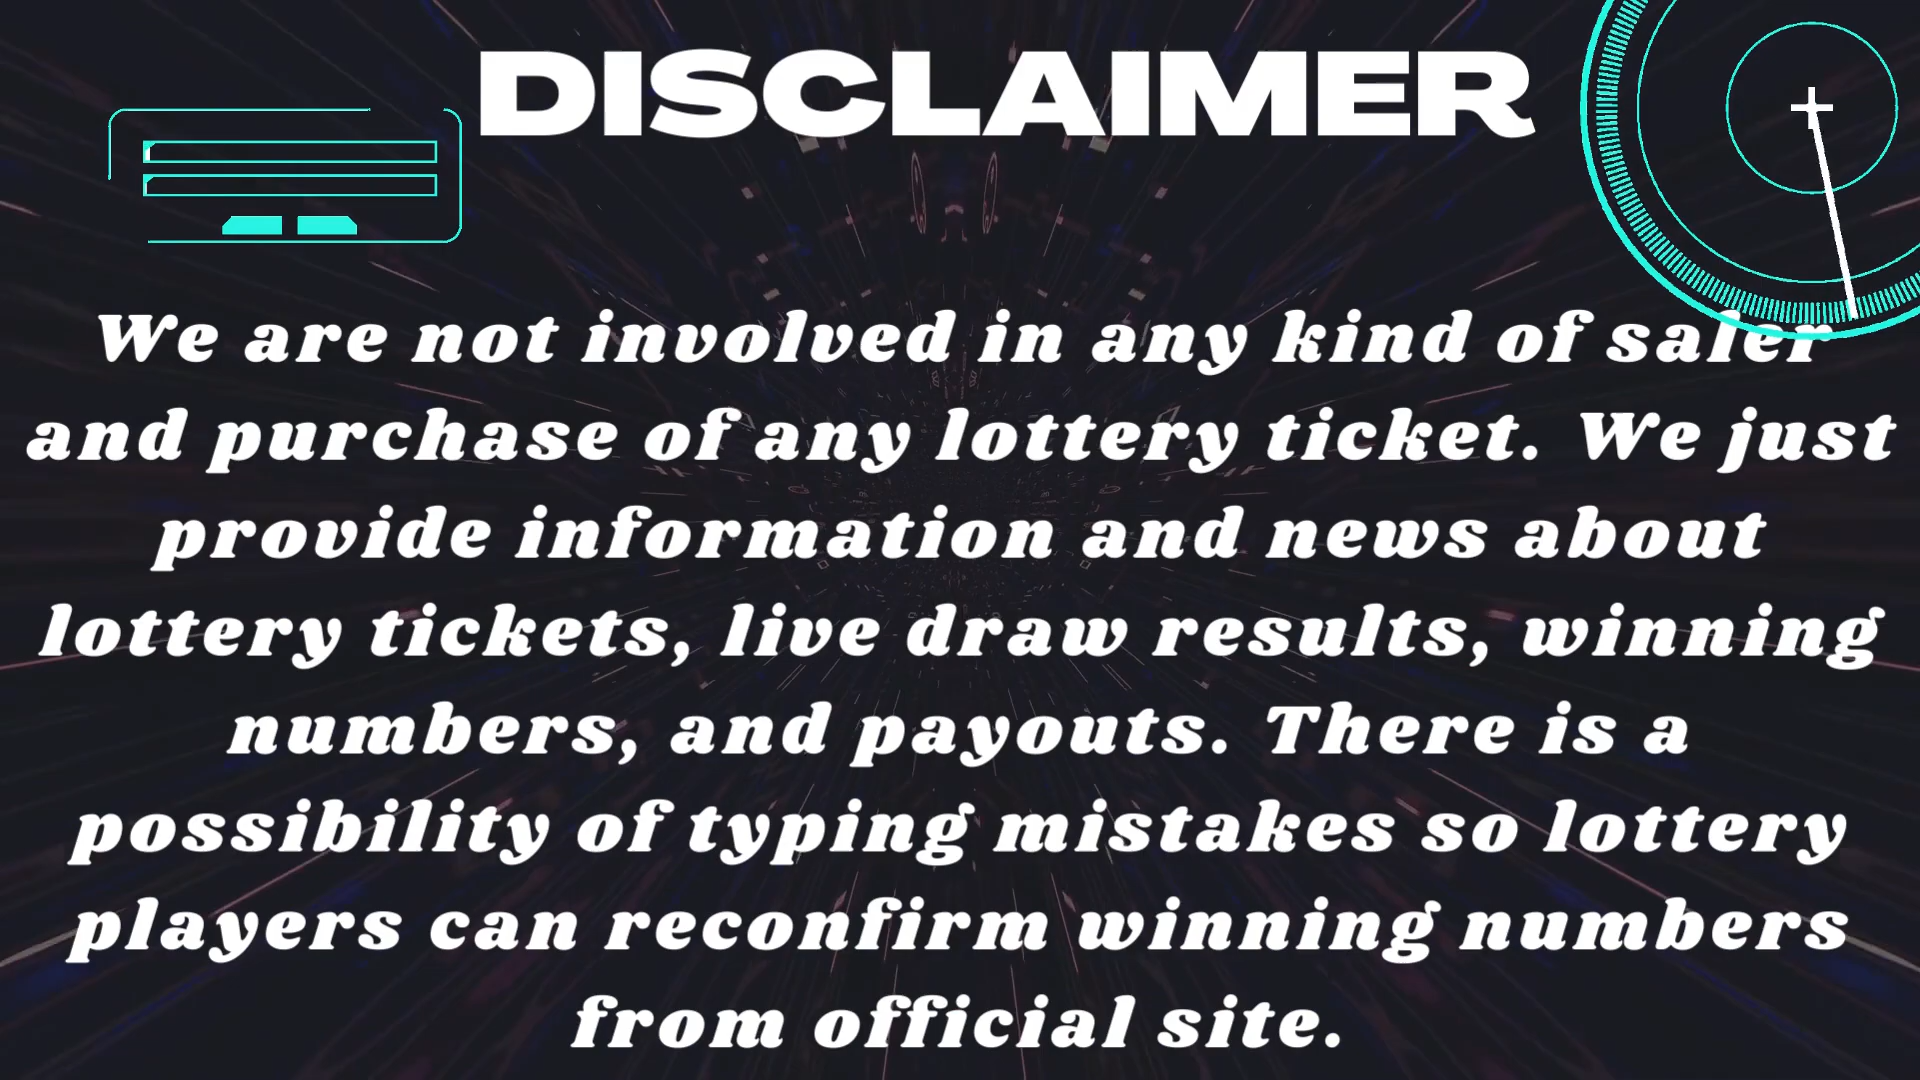 DISCLAIMER
We are not involved in any kind of saler
and purchase of any lottery ticket. We just
provide information and news about
lottery tickets, live draw results, winning
numbers, and payouts. There is a
possibility of typing mistakes so lottery
players can reconfirm winning numbers
from official site.